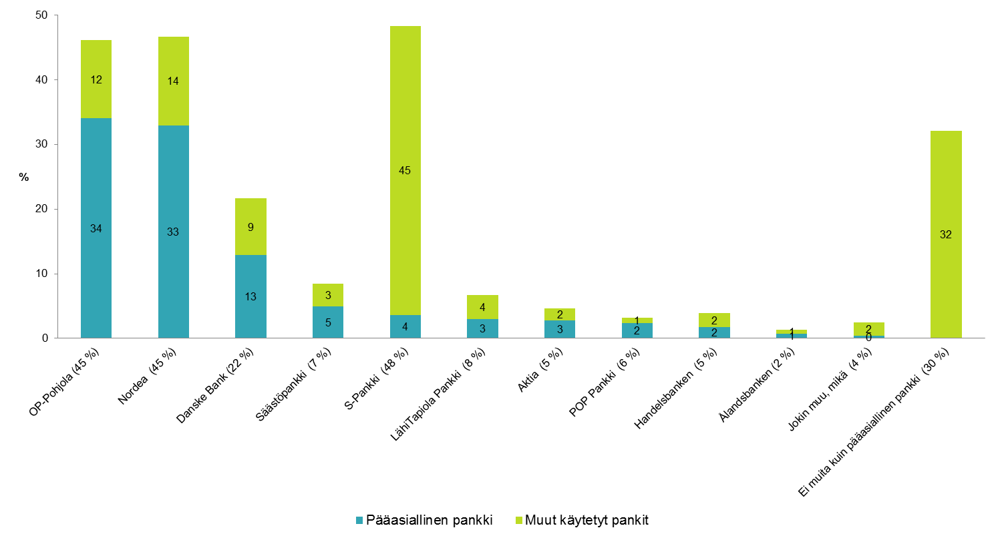 50
40
30
%
20
10
0
12
34
14
33
9
13
3
5
45
4
4
3
2
3
1
2
2
2
1
1
2
0
32
OP-Pohjola (45 %)
Nordea (45 %)
Danske Bank (22 %)
Säästöpankki (7 %)
S-Pankki (48 %)
LähiTapiola Pankki (8 %)
Aktia (5 %)
POP Pankki (6 %)
Handelsbanken (5 %)
Ålandsbanken (2 %)
Jokin muu, mikä (4 %)
Ei muita kuin pääasiallinen pankki (30 %)
Pääasiallinen pankki
Muut käytetyt pankit